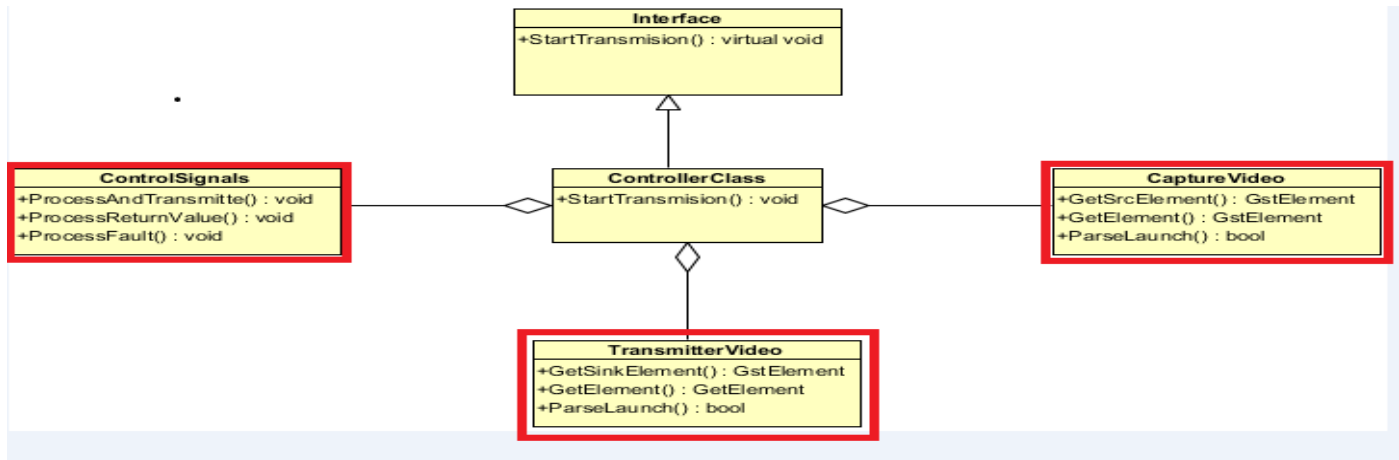 Interface
+StartTransmision() : virtual void
ControlSignals
+ProcessAndTransmitte() : void
+ProcessReturnValue() : void
+ProcessFault() : void
ControllerClass
+StartTransmision() : void
CaptureVideo
+GetSrcElement() : GstElement
+GetElement() : GstElement
+ParseLaunch() : bool
TransmitterVideo
+GetSinkElement() : GstElement
+GetElement() : GetElement
+ParseLaunch() : bool